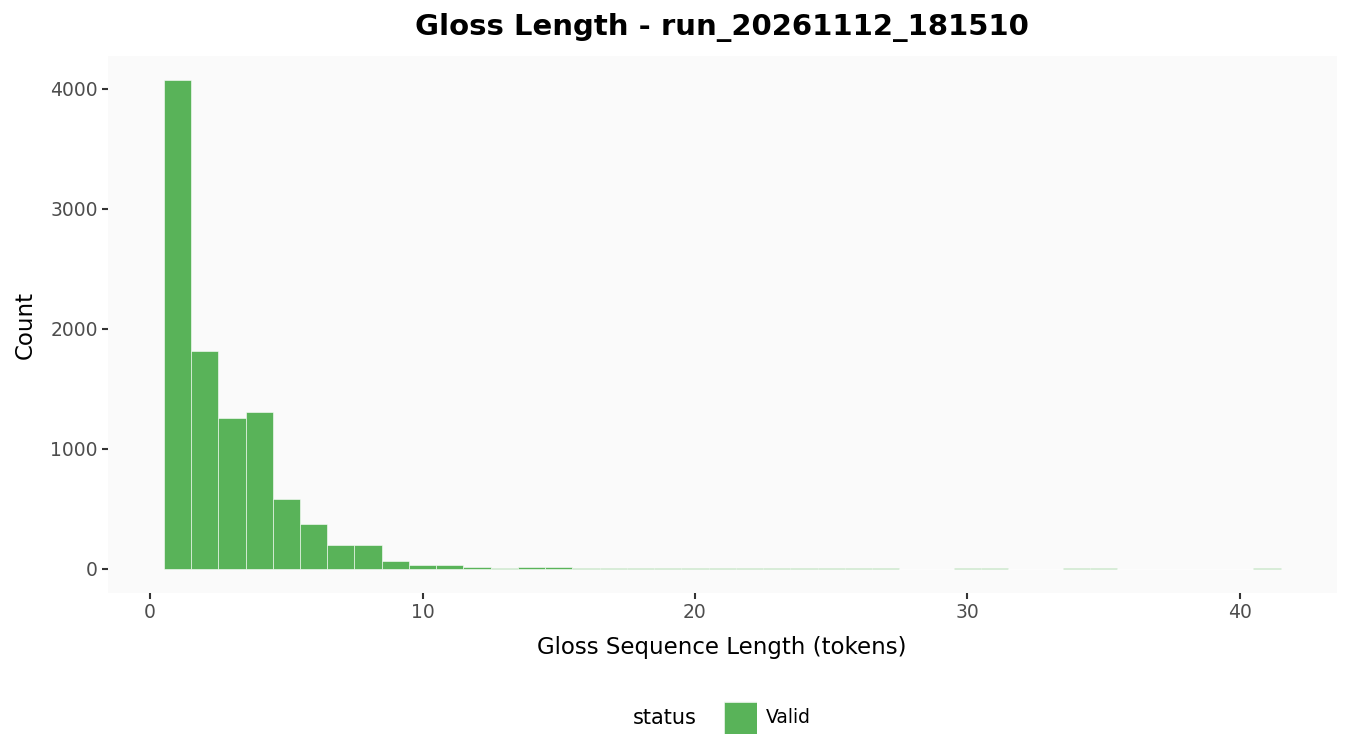 Gloss Length - run_20261112_181510
4000
3000
2000
1000
0
Count
0 10 20 30 40
Gloss Sequence Length (tokens)
status Valid